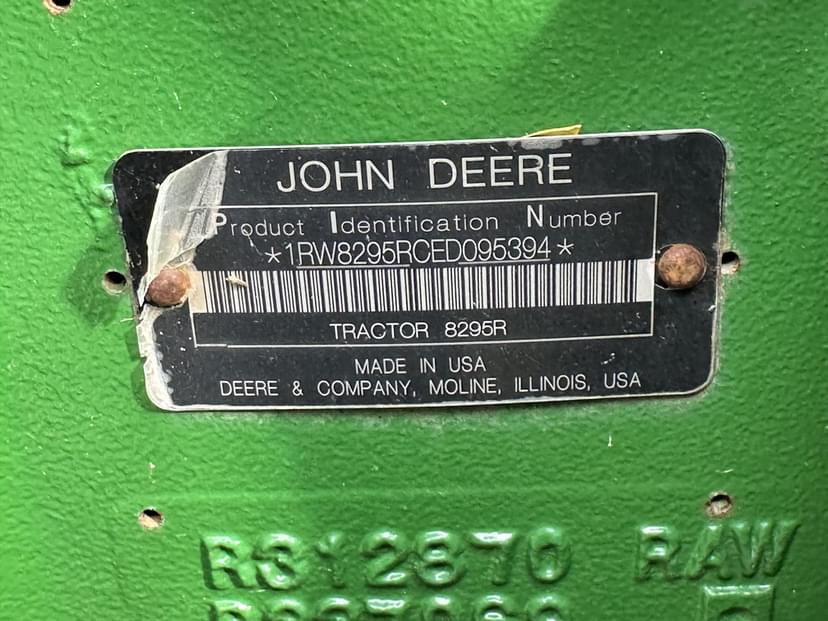 JOHN DEERE
Product Identification Number
*1RW8295RCED095394*
TRACTOR 8295R
MADE IN USA
DEERE & COMPANY, MOLINE, ILLINOIS, USA
R312870 RAW